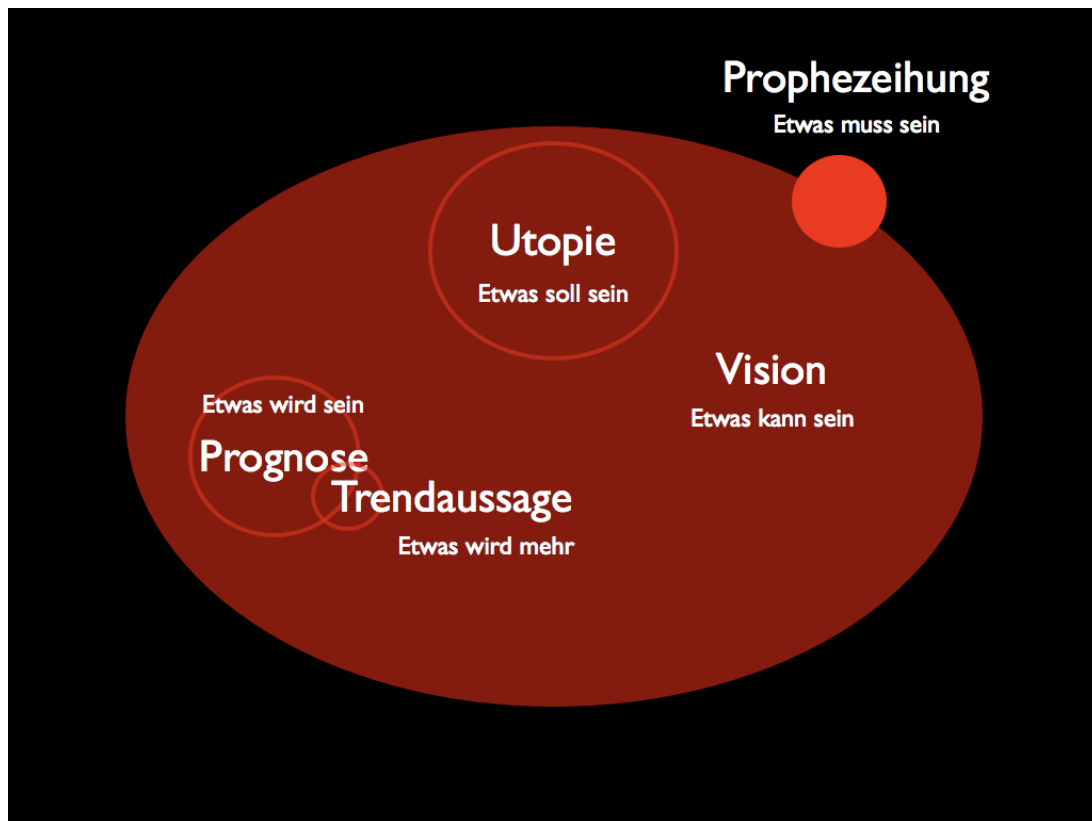 Prophezeihung
Etwas muss sein
Utopie
Etwas soll sein
Vision
Etwas kann sein
Etwas wird sein
Prognose
Trendaussage
Etwas wird mehr